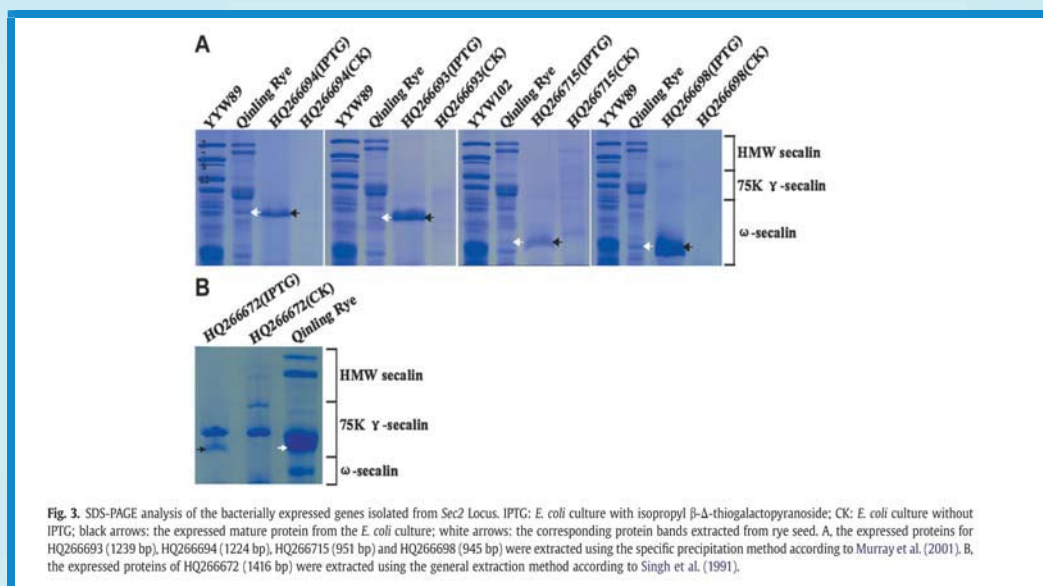 A
YYW89 Qinling Rye HQ266694(IPTG) HQ266694(CK) YYW89 Qinling Rye HQ266693(IPTG) HQ266693(CK) YYW102 Qinling Rye HQ266715(IPTG) HQ266715(CK) YYW89 Qinling Rye HQ266698(IPTG) HQ266698(CK)
HMW secalin
75K γ-secalin
ω-secalin
B
HQ266672(IPTG) HQ266672(CK) Qinling Rye
HMW secalin
75K γ-secalin
ω-secalin
Fig. 3. SDS-PAGE analysis of the bacterially expressed genes isolated from Sec2 Locus. IPTG: E. coli culture with isopropyl β-Δ-thiogalactopyranoside; CK: E. coli culture without
IPTG; black arrows: the expressed mature protein from the E. coli culture; white arrows: the corresponding protein bands extracted from rye seed. A, the expressed proteins for
HQ266693 (1239 bp), HQ266694 (1224 bp), HQ266715 (951 bp) and HQ266698 (945 bp) were extracted using the specific precipitation method according to Murray et al. (2001). B,
the expressed proteins of HQ266672 (1416 bp) were extracted using the general extraction method according to Singh et al. (1991).